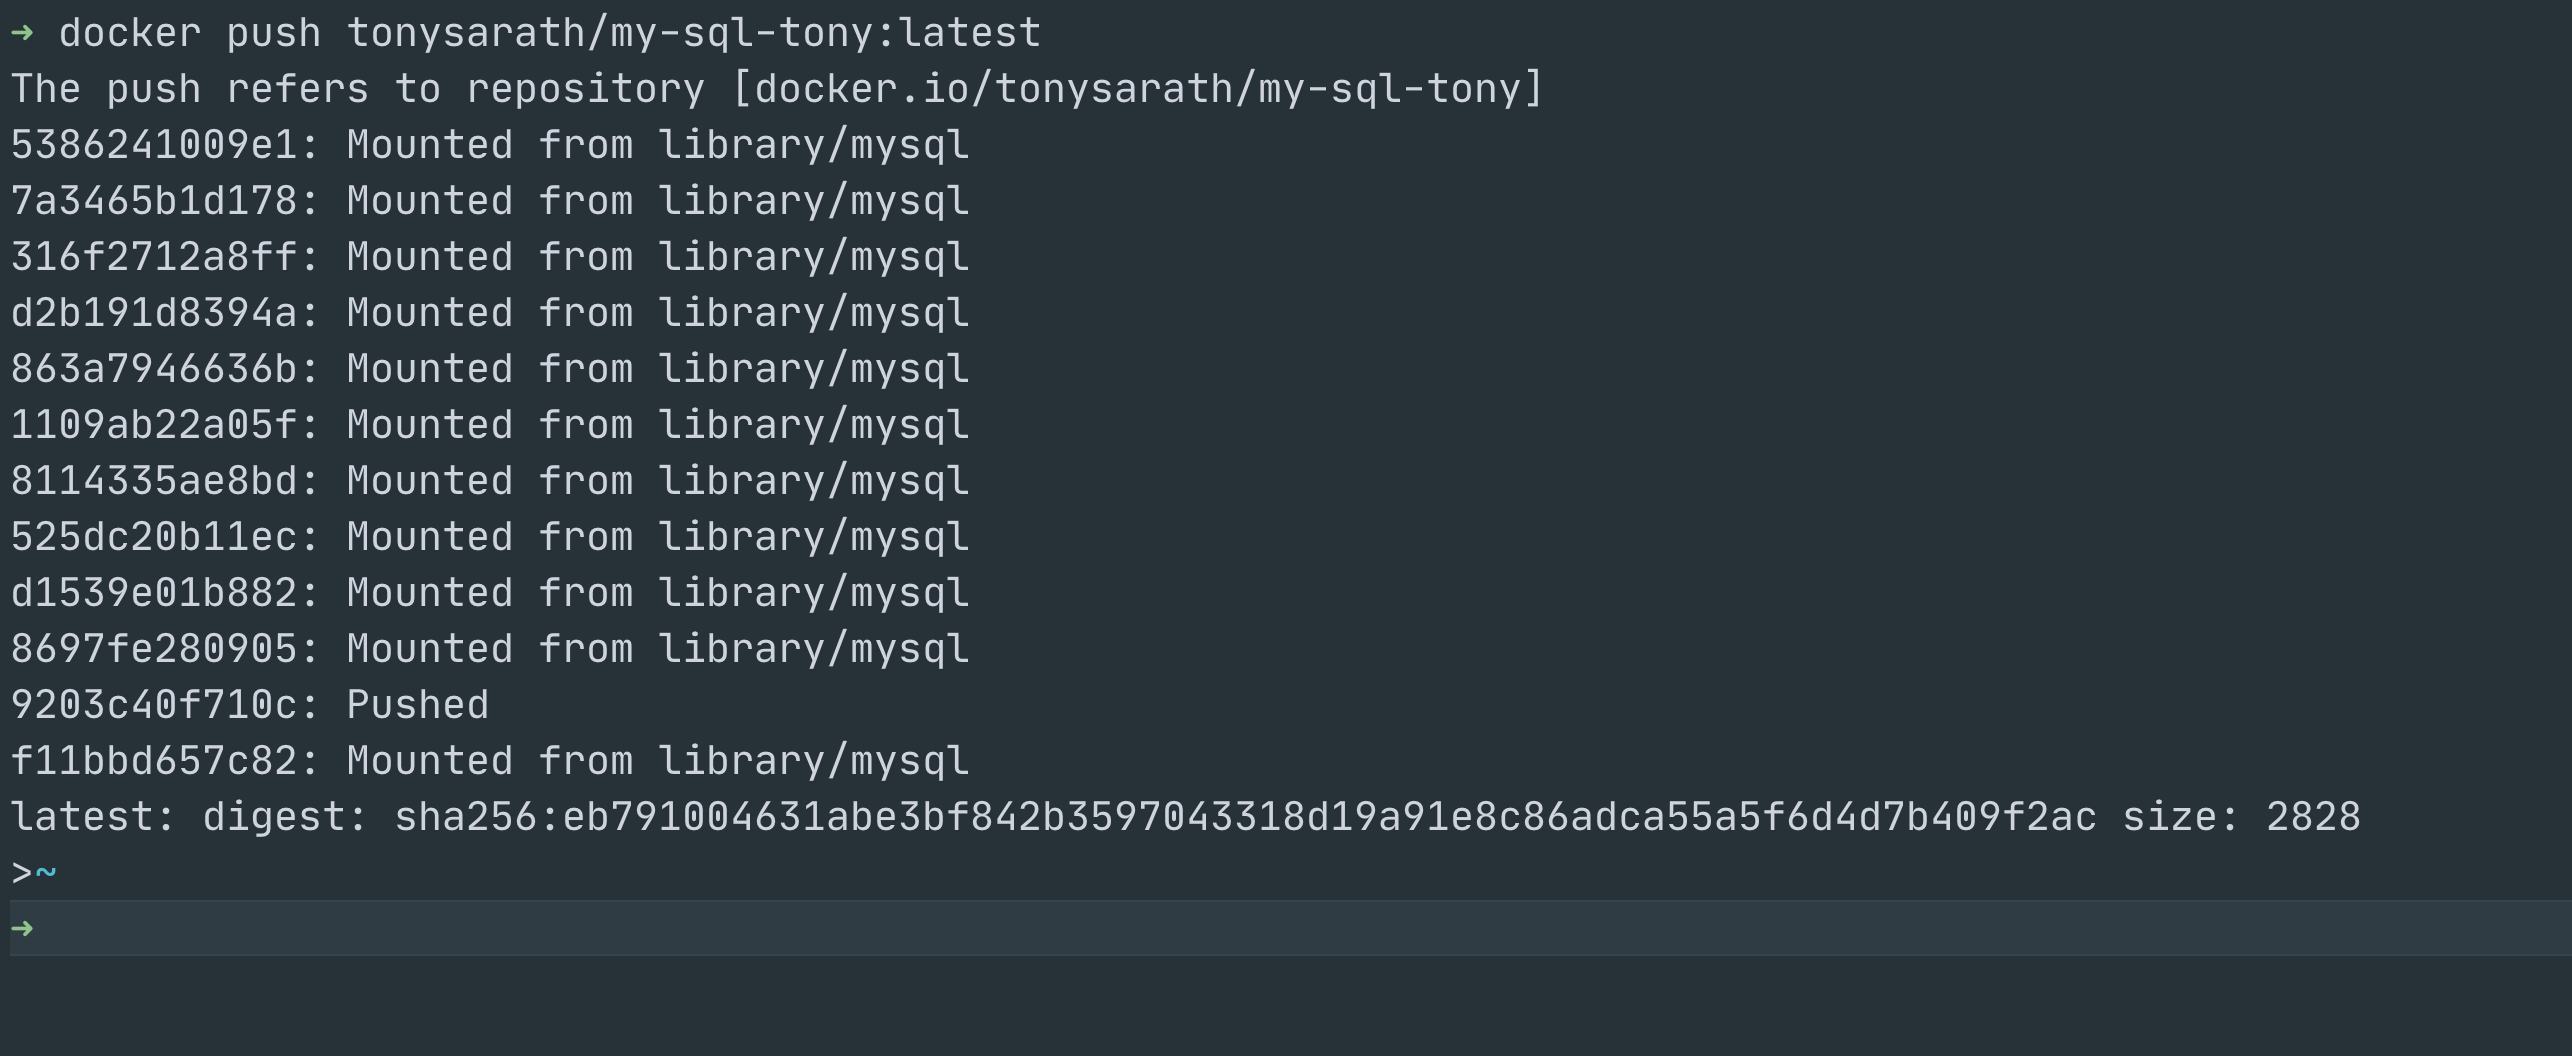 ➜ docker push tonysarath/my-sql-tony:latest
The push refers to repository [docker.io/tonysarath/my-sql-tony]
5386241009e1: Mounted from library/mysql
7a3465b1d178: Mounted from library/mysql
316f2712a8ff: Mounted from library/mysql
d2b191d8394a: Mounted from library/mysql
863a7946636b: Mounted from library/mysql
1109ab22a05f: Mounted from library/mysql
8114335ae8bd: Mounted from library/mysql
525dc20b11ec: Mounted from library/mysql
d1539e01b882: Mounted from library/mysql
8697fe280905: Mounted from library/mysql
9203c40f710c: Pushed
f11bbd657c82: Mounted from library/mysql
latest: digest: sha256:eb791004631abe3bf842b3597043318d19a91e8c86adca55a5f6d4d7b409f2ac size: 2828
>~
➜